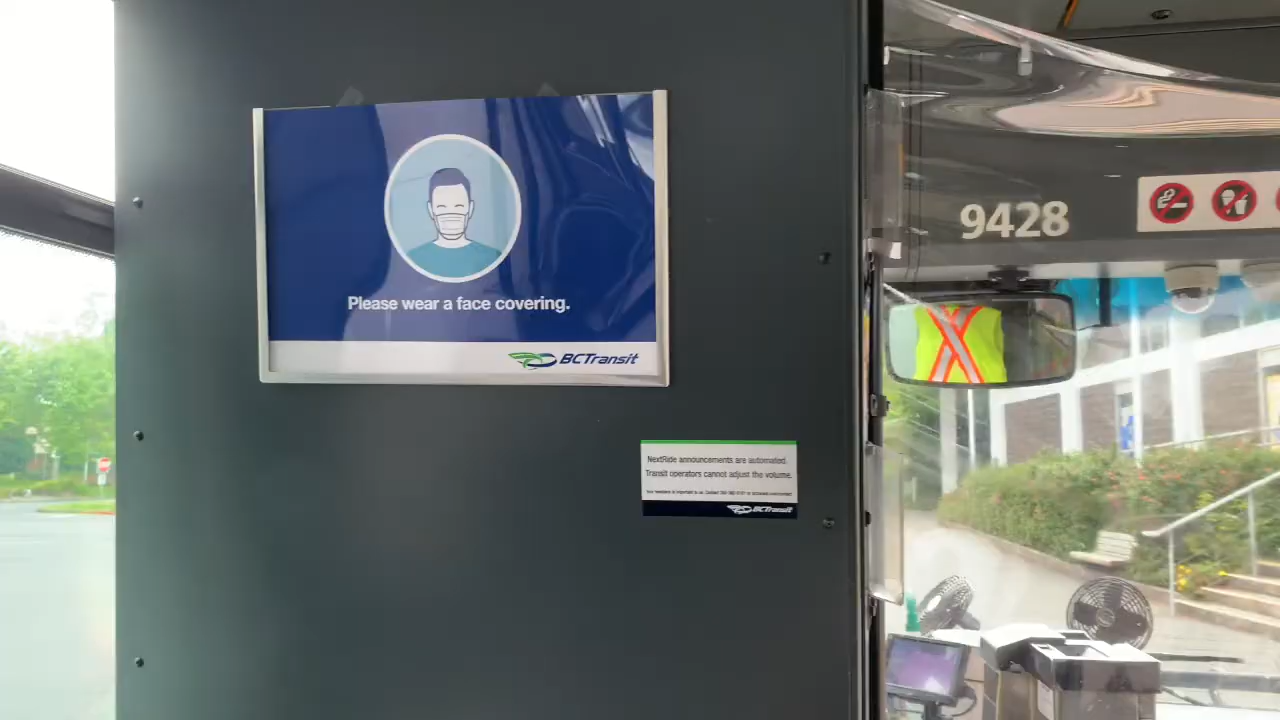 Please wear a face covering.
BCTransit
9428
NextRide announcements are automated.
Transit operators cannot adjust the volume.
BCTransit